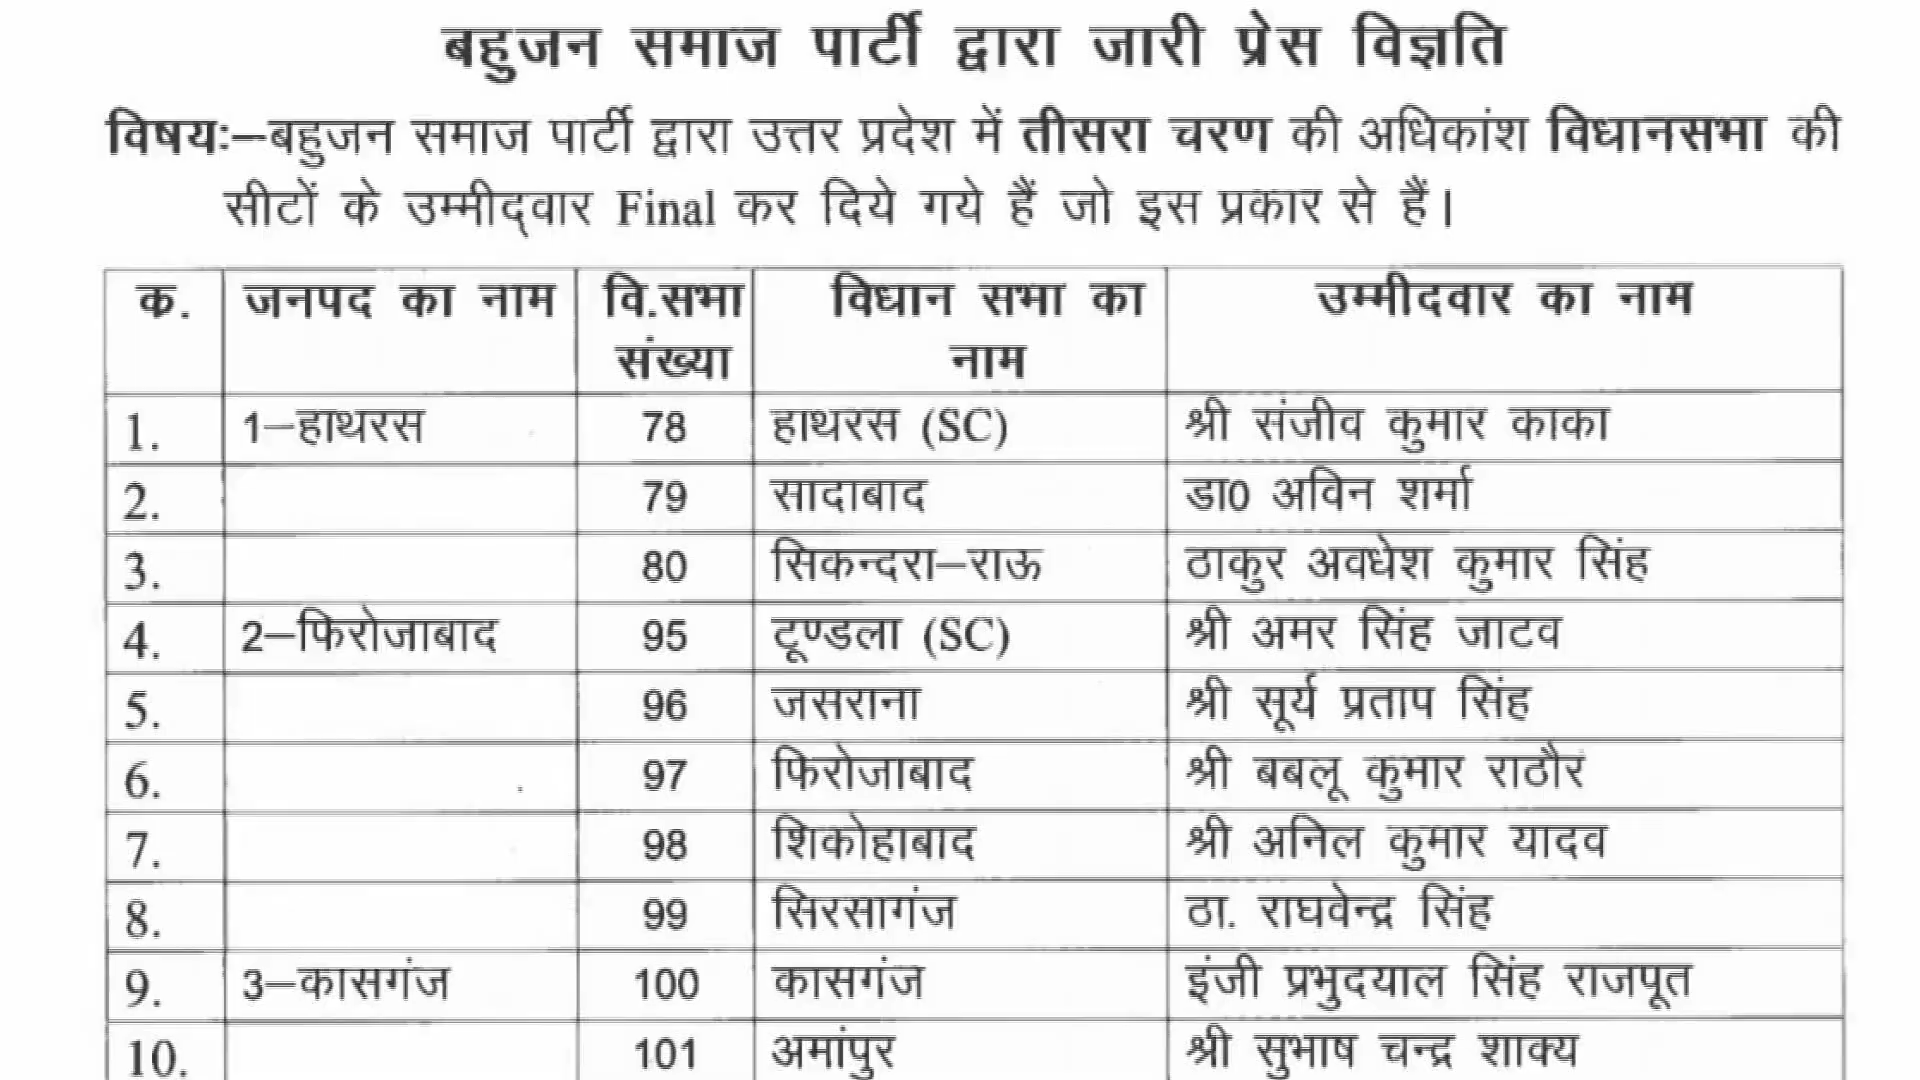 बहुजन समाज पार्टी द्वारा जारी प्रेस विज्ञति
विषयः–बहुजन समाज पार्टी द्वारा उत्तर प्रदेश में तीसरा चरण की अधिकांश विधानसभा की
सीटों के उम्मीद्वार Final कर दिये गये हैं जो इस प्रकार से हैं।
क. जनपद का नाम वि.सभा संख्या विधान सभा का नाम उम्मीदवार का नाम
1. 1–हाथरस 78 हाथरस (SC) श्री संजीव कुमार काका
2. 79 सादाबाद डा0 अविन शर्मा
3. 80 सिकन्दरा–राऊ ठाकुर अवधेश कुमार सिंह
4. 2–फिरोजाबाद 95 टूण्डला (SC) श्री अमर सिंह जाटव
5. 96 जसराना श्री सूर्य प्रताप सिंह
6. 97 फिरोजाबाद श्री बबलू कुमार राठौर
7. 98 शिकोहाबाद श्री अनिल कुमार यादव
8. 99 सिरसागंज ठा. राघवेन्द्र सिंह
9. 3–कासगंज 100 कासगंज इंजी प्रभुदयाल सिंह राजपूत
10. 101 अमांपुर श्री सुभाष चन्द्र शाक्य